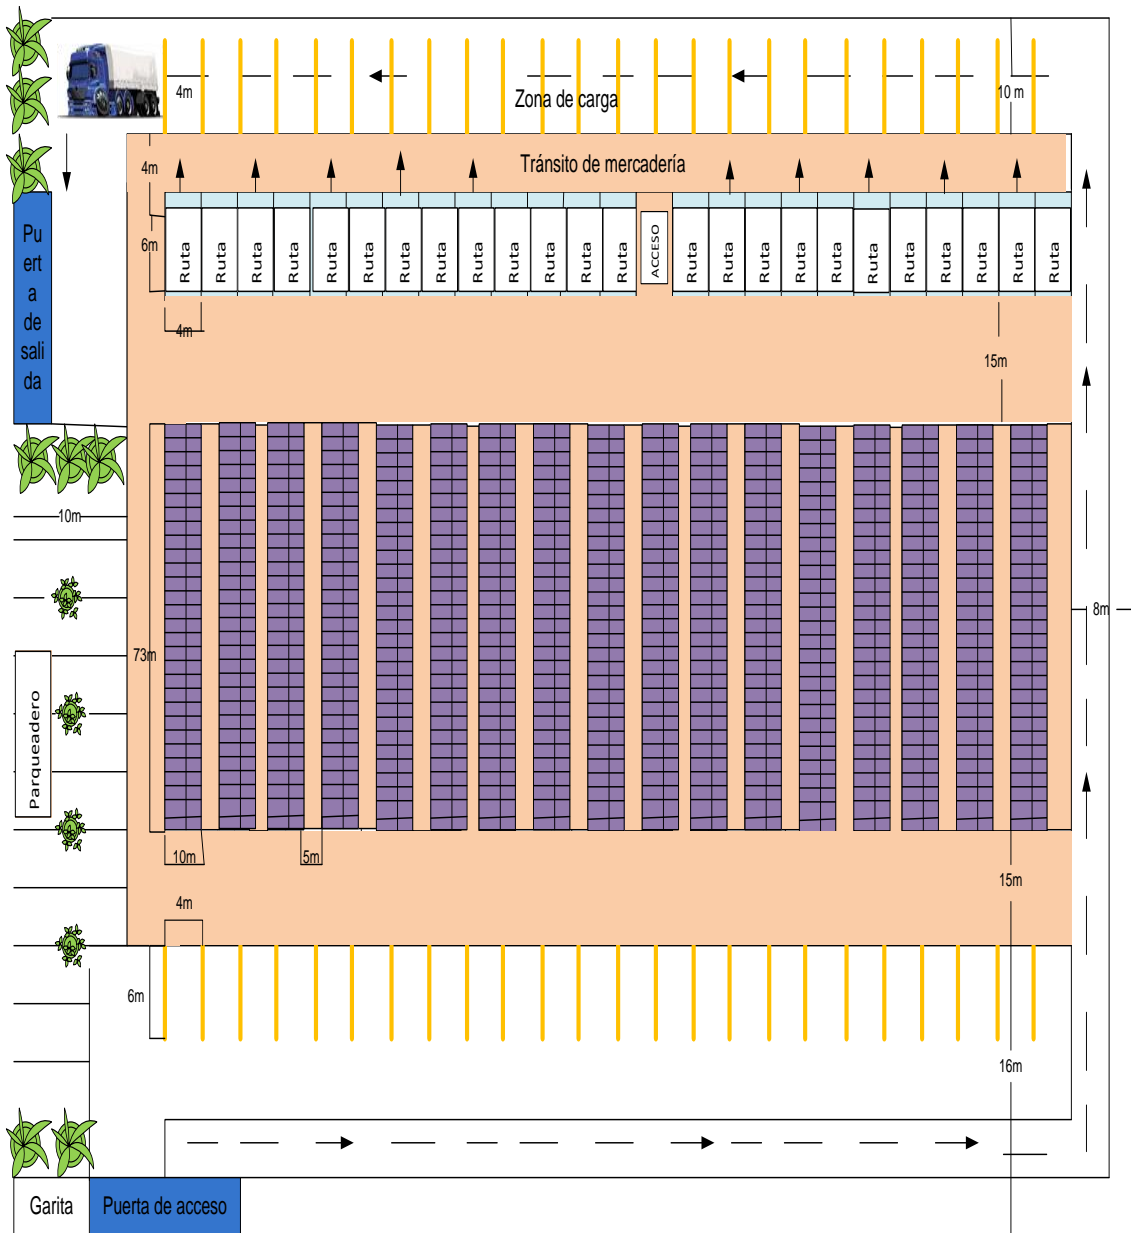 4m
Zona de carga
10 m
4m
Tránsito de mercadería
Pu
ert
a
de
sali
da
6m
Ruta
Ruta
Ruta
Ruta
Ruta
Ruta
Ruta
Ruta
Ruta
Ruta
Ruta
Ruta
Ruta
ACCESO
Ruta
Ruta
Ruta
Ruta
Ruta
Ruta
Ruta
Ruta
Ruta
Ruta
Ruta
4m
15m
10m
8m
73m
Parqueadero
10m
5m
15m
4m
6m
16m
Garita
Puerta de acceso